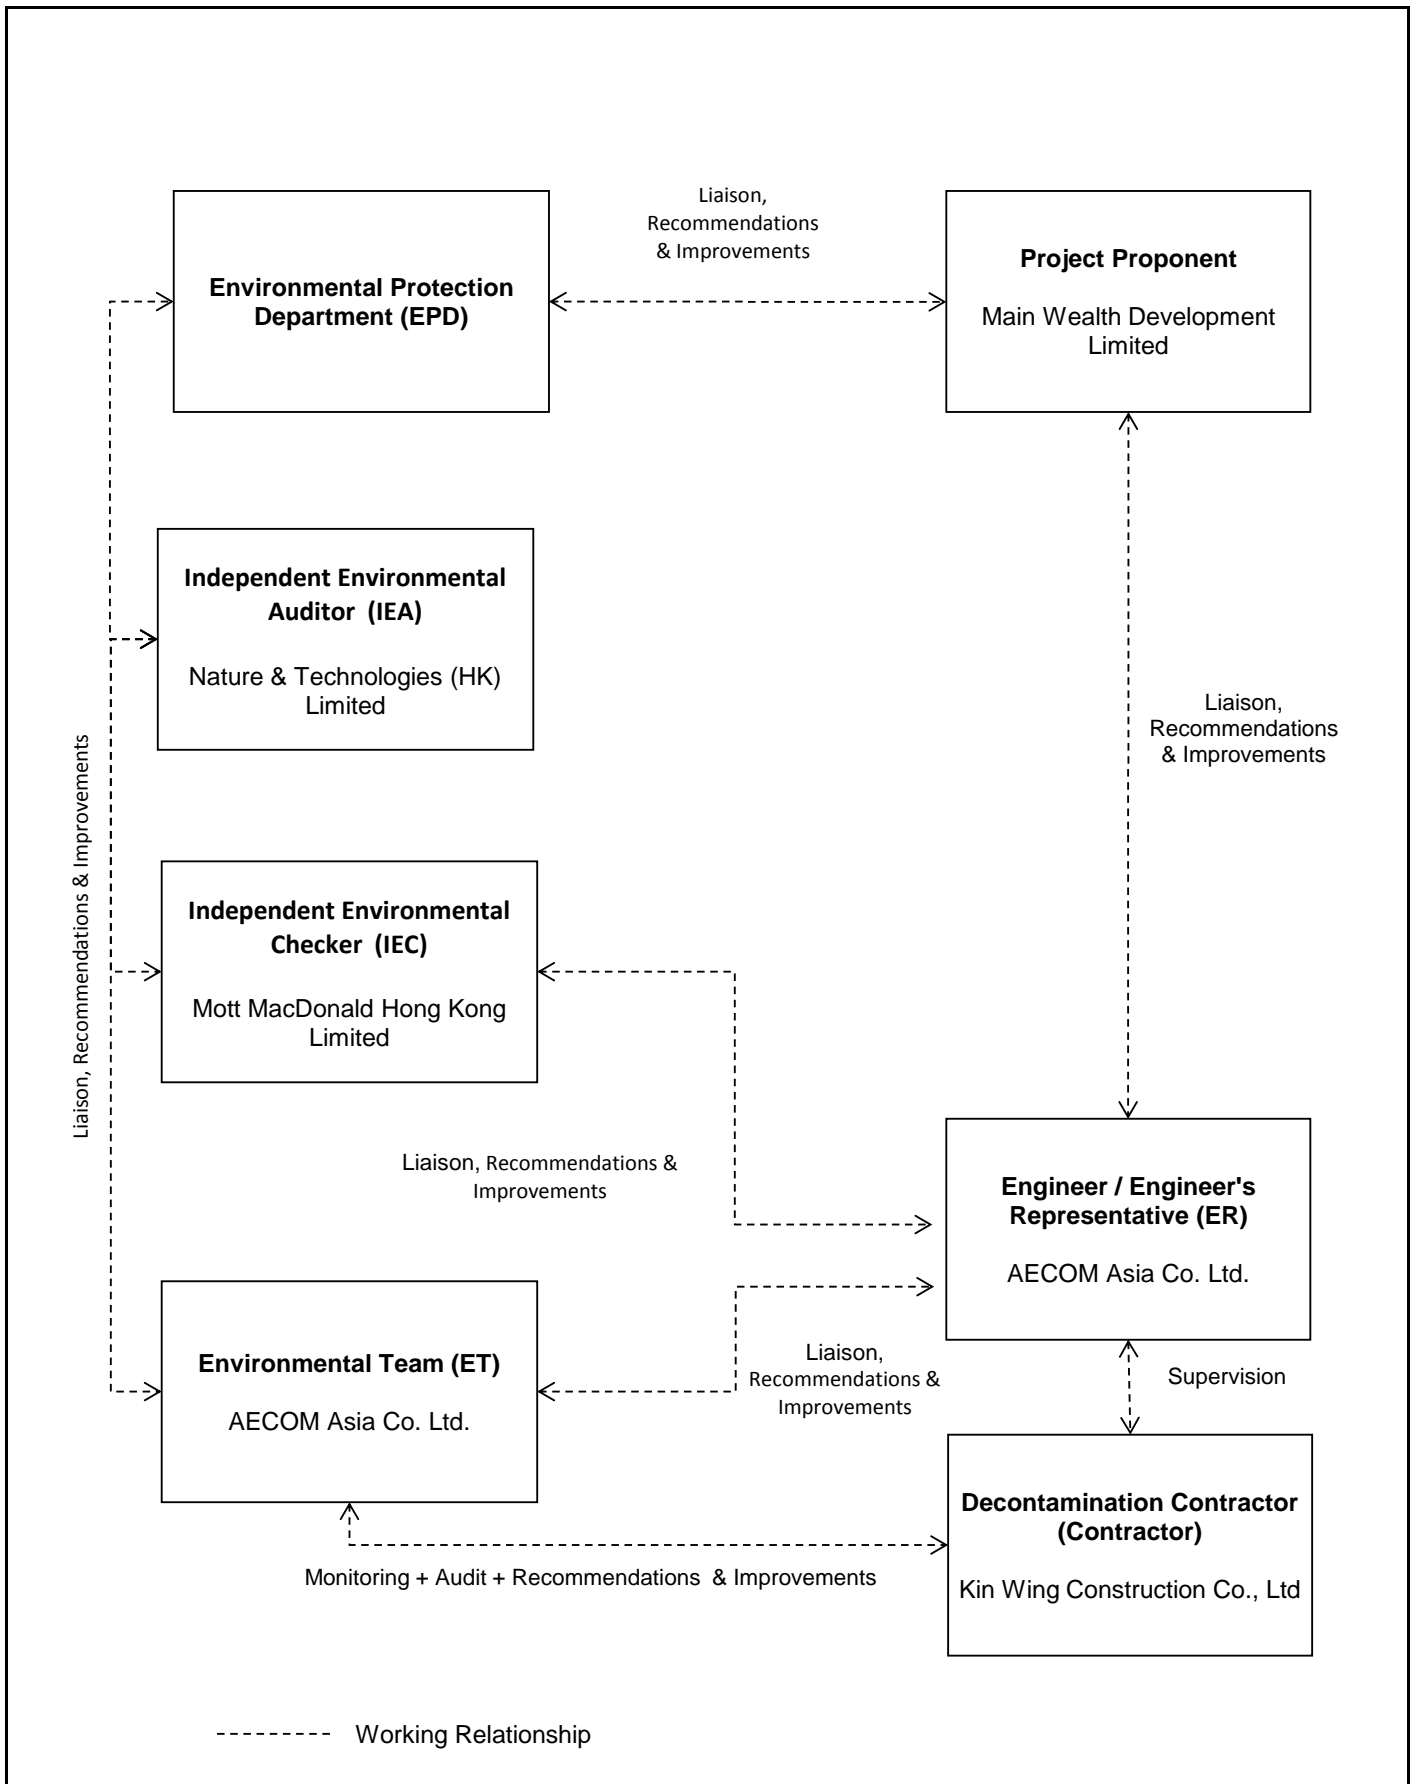 Liaison,
Recommendations
& Improvements
Environmental Protection
Department (EPD)
Project Proponent
Main Wealth Development
Limited
Independent Environmental
Auditor (IEA)
Nature & Technologies (HK)
Limited
Liaison,
Recommendations
& Improvements
Liaison, Recommendations & Improvements
Independent Environmental
Checker (IEC)
Mott MacDonald Hong Kong
Limited
Liaison, Recommendations &
Improvements
Engineer / Engineer's
Representative (ER)
AECOM Asia Co. Ltd.
Environmental Team (ET)
AECOM Asia Co. Ltd.
Liaison,
Recommendations &
Improvements
Supervision
Decontamination Contractor
(Contractor)
Kin Wing Construction Co., Ltd
Monitoring + Audit + Recommendations & Improvements
Working Relationship